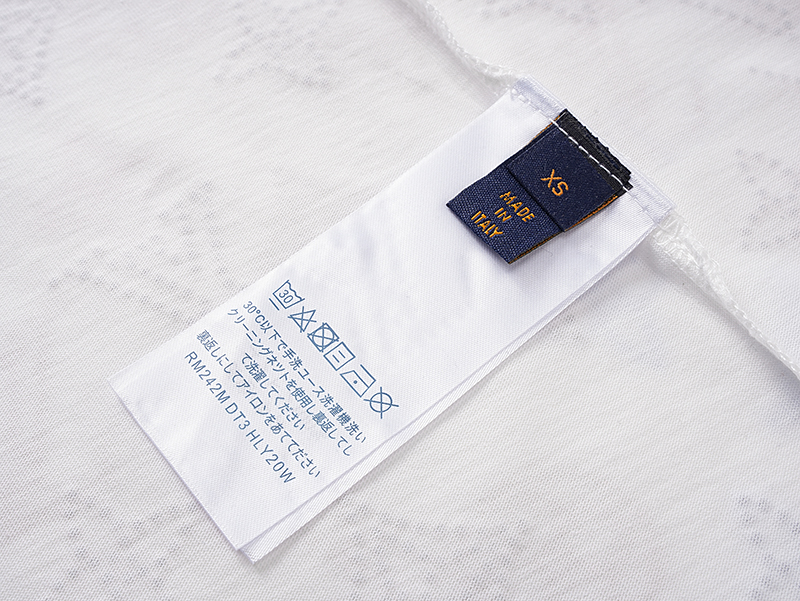 XS
MADE
IN
ITALY
30
30°C以下で手洗コース洗濯機洗い
クリーニングネットを使用し裏返してし
て洗濯してください
裏返しにしてアイロンをあててださい
RM242M DT3 HLY20W